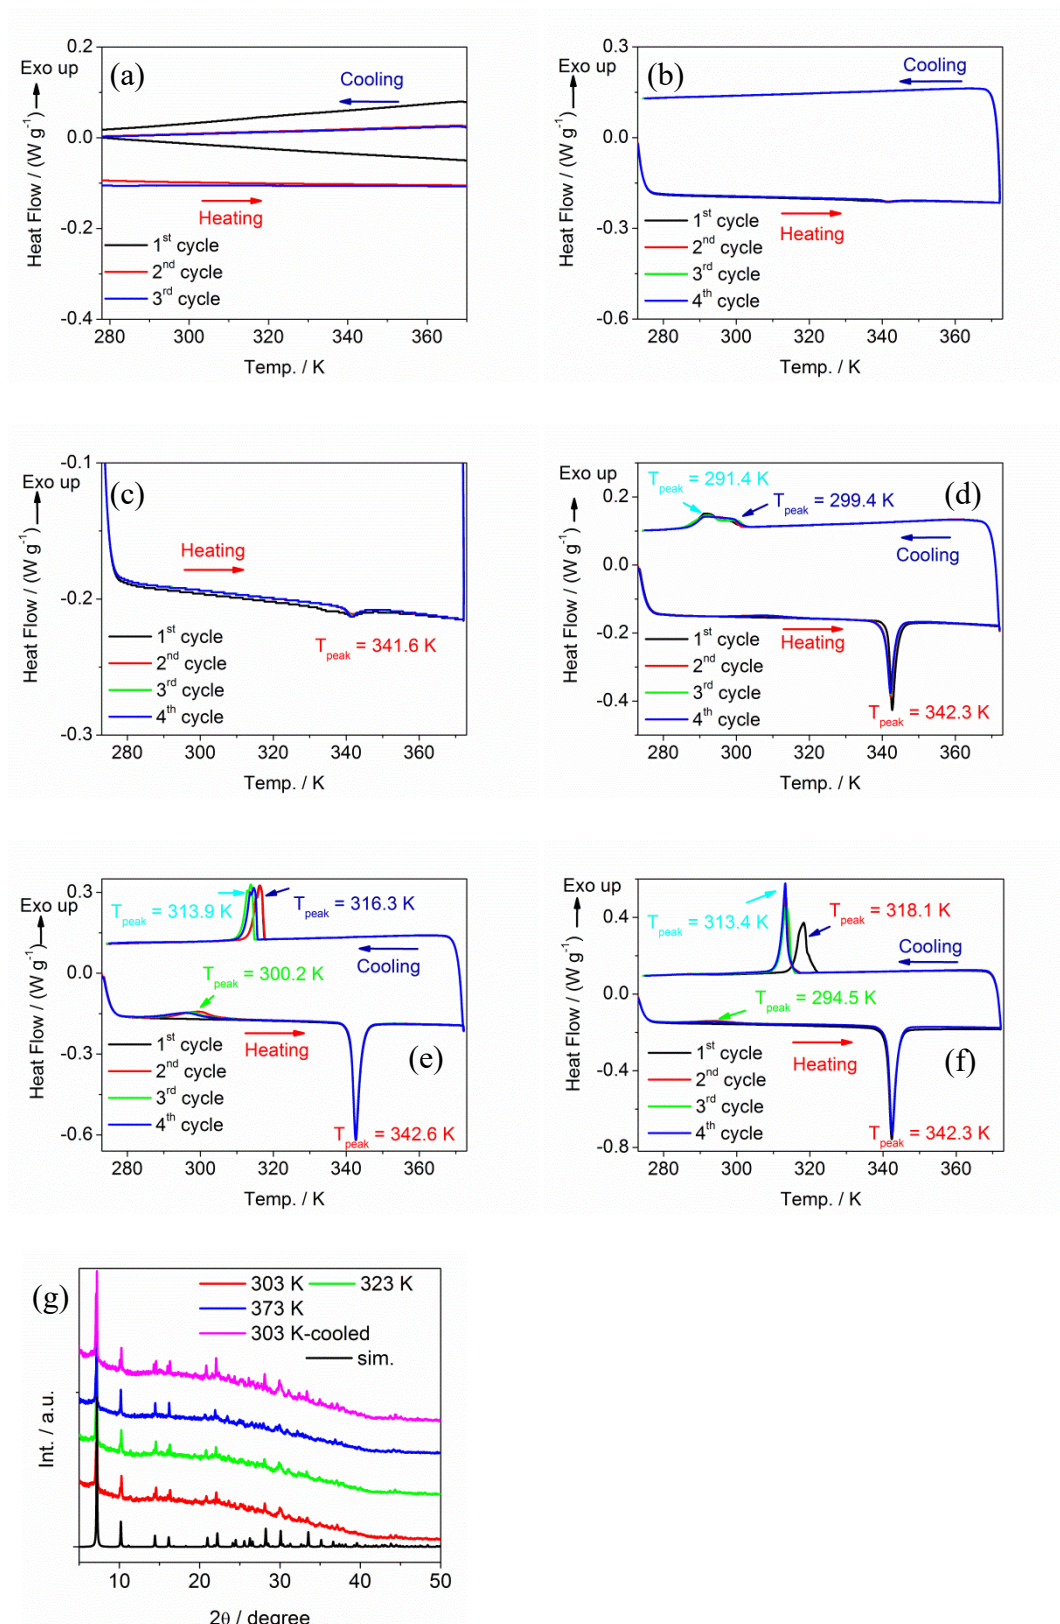 (a)
Exo up
Cooling
Heating
1st cycle
2nd cycle
3rd cycle
0.2
0.0
-0.2
-0.4
280 300 320 340 360
Heat Flow / (W g-1)
Temp. / K
(b)
Exo up
Cooling
Heating
1st cycle
2nd cycle
3rd cycle
4th cycle
0.3
0.0
-0.3
-0.6
280 300 320 340 360
Heat Flow / (W g-1)
Temp. / K
(c)
Exo up
Heating
Tpeak = 341.6 K
1st cycle
2nd cycle
3rd cycle
4th cycle
-0.1
-0.2
-0.3
280 300 320 340 360
Heat Flow / (W g-1)
Temp. / K
(d)
Exo up
Tpeak = 291.4 K
Tpeak = 299.4 K
Cooling
Heating
1st cycle
2nd cycle
3rd cycle
4th cycle
Tpeak = 342.3 K
0.2
0.0
-0.2
-0.4
280 300 320 340 360
Heat Flow / (W g-1)
Temp. / K
(e)
Exo up
Tpeak = 313.9 K
Tpeak = 316.3 K
Cooling
Tpeak = 300.2 K
Heating
1st cycle
2nd cycle
3rd cycle
4th cycle
Tpeak = 342.6 K
0.3
0.0
-0.3
-0.6
280 300 320 340 360
Heat Flow / (W g-1)
Temp. / K
(f)
Exo up
Tpeak = 313.4 K
Tpeak = 318.1 K
Cooling
Tpeak = 294.5 K
Heating
1st cycle
2nd cycle
3rd cycle
4th cycle
Tpeak = 342.3 K
0.4
0.0
-0.4
-0.8
280 300 320 340 360
Heat Flow / (W g-1)
Temp. / K
(g)
303 K 323 K
373 K
303 K-cooled
sim.
Int. / a.u.
10 20 30 40 50
2θ / degree